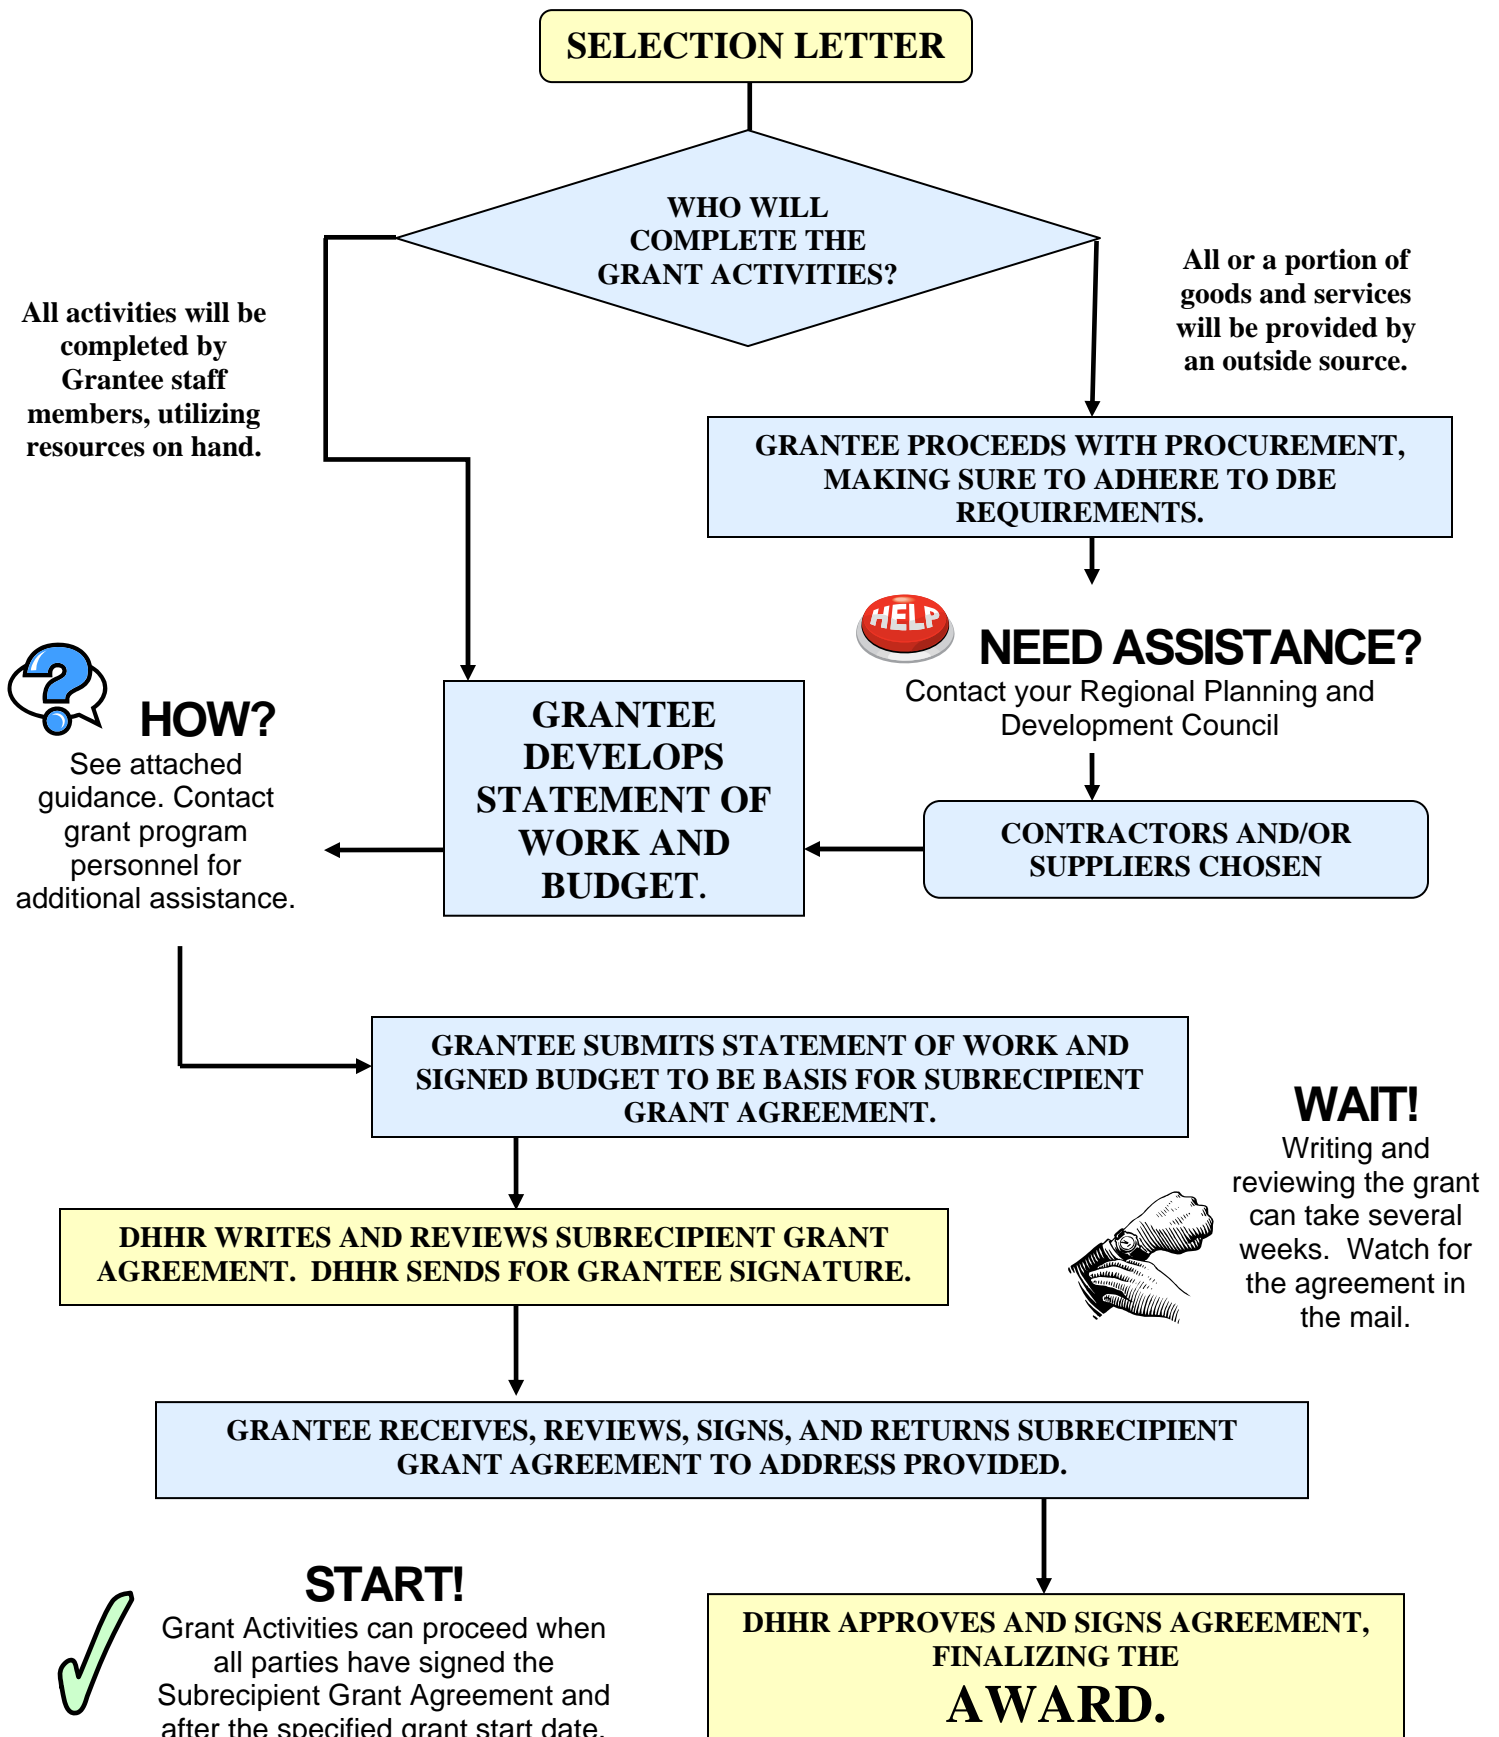 SELECTION LETTER
WHO WILL
COMPLETE THE
GRANT ACTIVITIES?
All activities will be
completed by
Grantee staff
members, utilizing
resources on hand.
All or a portion of
goods and services
will be provided by
an outside source.
GRANTEE PROCEEDS WITH PROCUREMENT,
MAKING SURE TO ADHERE TO DBE
REQUIREMENTS.
HELP
NEED ASSISTANCE?
Contact your Regional Planning and
Development Council
CONTRACTORS AND/OR
SUPPLIERS CHOSEN
GRANTEE
DEVELOPS
STATEMENT OF
WORK AND
BUDGET.
?
HOW?
See attached
guidance. Contact
grant program
personnel for
additional assistance.
GRANTEE SUBMITS STATEMENT OF WORK AND
SIGNED BUDGET TO BE BASIS FOR SUBRECIPIENT
GRANT AGREEMENT.
WAIT!
Writing and
reviewing the grant
can take several
weeks.  Watch for
the agreement in
the mail.
DHHR WRITES AND REVIEWS SUBRECIPIENT GRANT
AGREEMENT.  DHHR SENDS FOR GRANTEE SIGNATURE.
GRANTEE RECEIVES, REVIEWS, SIGNS, AND RETURNS SUBRECIPIENT
GRANT AGREEMENT TO ADDRESS PROVIDED.
START!
Grant Activities can proceed when
all parties have signed the
Subrecipient Grant Agreement and
after the specified grant start date.
DHHR APPROVES AND SIGNS AGREEMENT,
FINALIZING THE
AWARD.